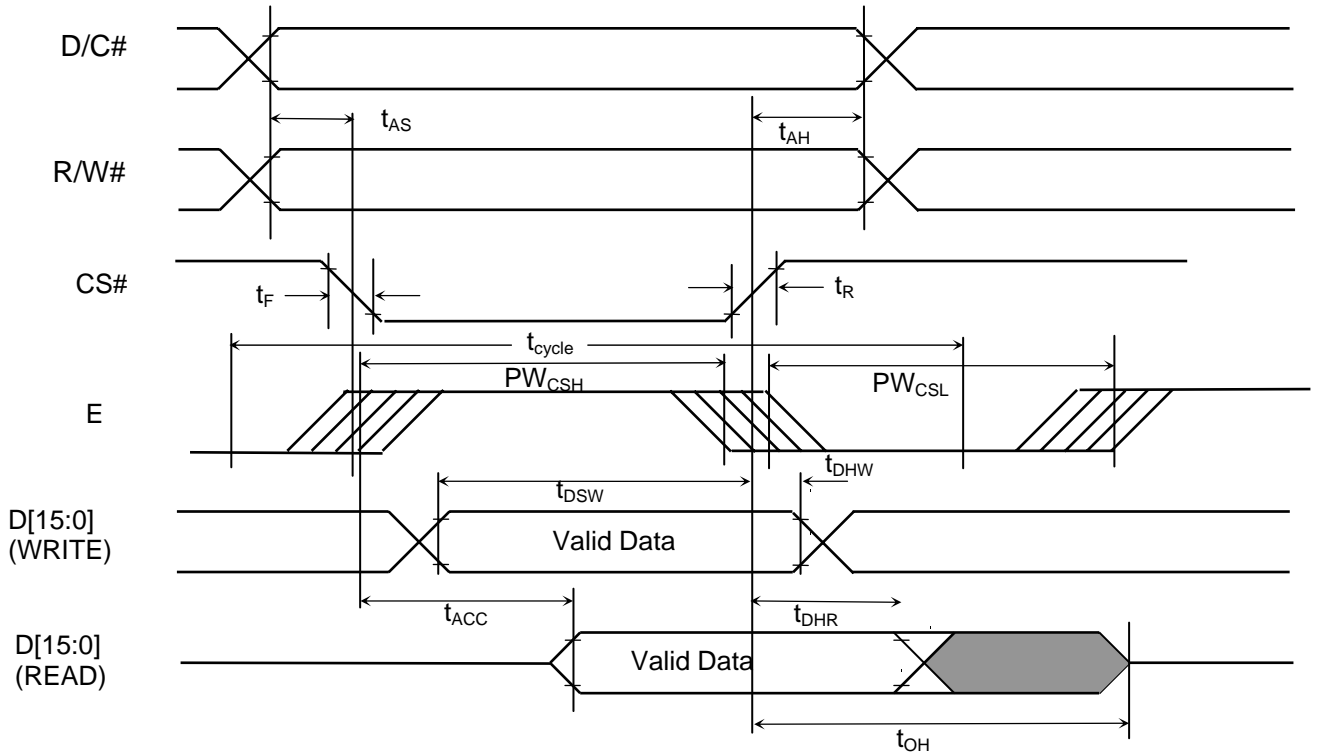 D/C#
tAS
tAH
R/W#
CS#
tF
tR
tcycle
PWCSH
PWCSL
E
tDHW
tDSW
D[15:0]
(WRITE)
Valid Data
tACC
tDHR
D[15:0]
(READ)
Valid Data
tOH